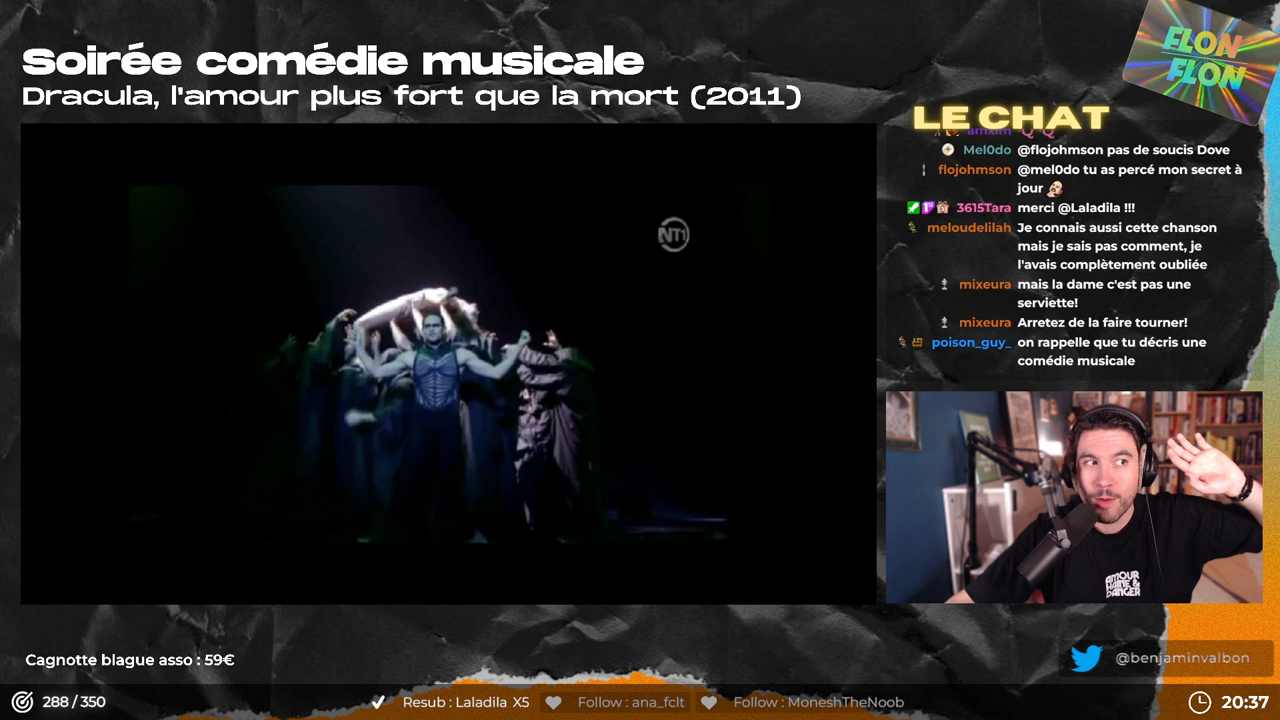 Soirée comédie musicale
Dracula, l'amour plus fort que la mort (2011)
FLON
FLON
LE CHAT
amxim Q Q
Mel0do @flojohmson pas de soucis Dove
flojohmson @mel0do tu as percé mon secret à
jour
3615Tara merci @Laladila !!!
meloudelilah Je connais aussi cette chanson
mais je sais pas comment, je
l'avais complètement oubliée
mixeura mais la dame c'est pas une
serviette!
mixeura Arretez de la faire tourner!
poison_guy_ on rappelle que tu décris une
comédie musicale
NT1
AMOUR
HAINE &
DANGER
Cagnotte blague asso : 59€
@benjaminvalbon
288 / 350
Resub : Laladila X5
Follow : ana_fclt
Follow : MoneshTheNoob
20:37